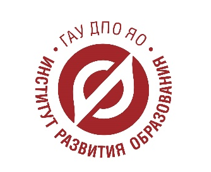 • ГАУ ДПО ЯО •
ИНСТИТУТ РАЗВИТИЯ ОБРАЗОВАНИЯ